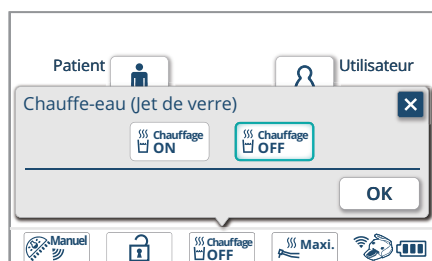 Patient
Utilisateur
Chauffe-eau (Jet de verre)
Chauffage
ON
Chauffage
OFF
OK
Manuel
Chauffage
OFF
Maxi.